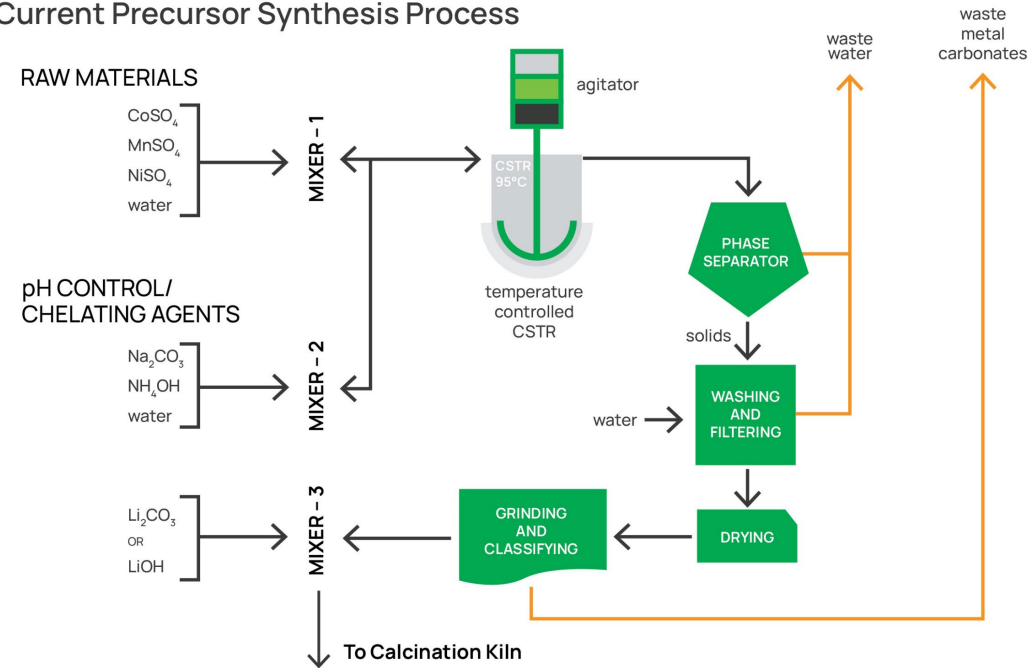 Current Precursor Synthesis Process
RAW MATERIALS
CoSO₄
MnSO₄
NiSO₄
water
MIXER – 1
agitator
CSTR
95°C
temperature
controlled
CSTR
waste
water
waste
metal
carbonates
PHASE
SEPARATOR
solids
pH CONTROL/
CHELATING AGENTS
Na₂CO₃
NH₄OH
water
MIXER – 2
water
WASHING
AND
FILTERING
DRYING
GRINDING
AND
CLASSIFYING
Li₂CO₃
OR
LiOH
MIXER – 3
To Calcination Kiln